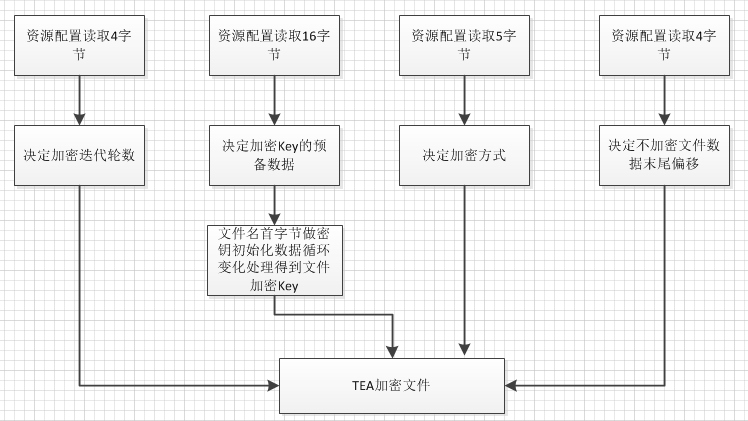 资源配置读取4字
节
资源配置读取16字
节
资源配置读取5字
节
资源配置读取4字
节
决定加密迭代轮数
决定加密Key的预
备数据
决定加密方式
决定不加密文件数
据末尾偏移
文件名首字节做密
钥初始化数据循环
变化处理得到文件
加密Key
TEA加密文件